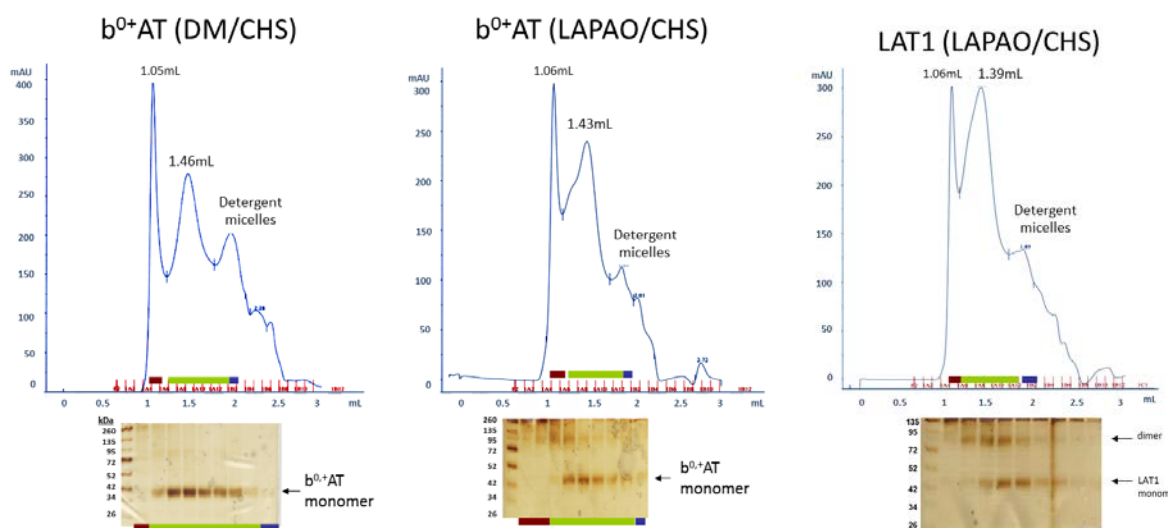 b⁰⁺AT (DM/CHS)
mAU
1.05mL
400
350
1.46mL
300
Detergent
micelles
250
200
150
100
50
0
0
0.5
1
1.5
2
2.5
3
mL
kDa
260
135
95
72
52
42
34
26
b⁰,⁺AT
monomer
b⁰⁺AT (LAPAO/CHS)
mAU
1.06mL
300
1.43mL
250
200
Detergent
micelles
150
100
2.72
50
0
0
0.5
1
1.5
2
2.5
3
mL
260
135
95
72
52
42
34
26
b⁰,⁺AT
monomer
LAT1 (LAPAO/CHS)
mAU
1.06mL
1.39mL
300
200
Detergent
micelles
150
100
50
0
0
0.5
1
1.5
2
2.5
3
mL
135
95
72
52
42
34
26
dimer
LAT1
monor